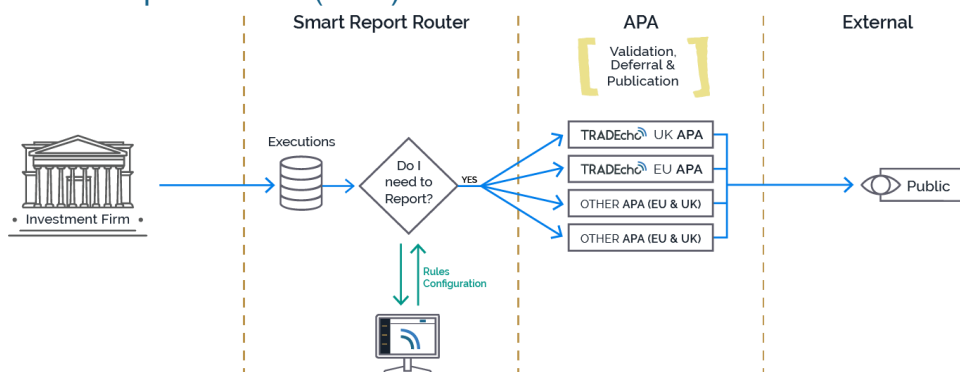 Smart Report Router
APA
External
Validation,
Deferral &
Publication
Executions
Do I
need to
Report?
YES
TRADEcho UK APA
TRADEcho EU APA
OTHER APA (EU & UK)
OTHER APA (EU & UK)
Public
• Investment Firm •
Rules
Configuration